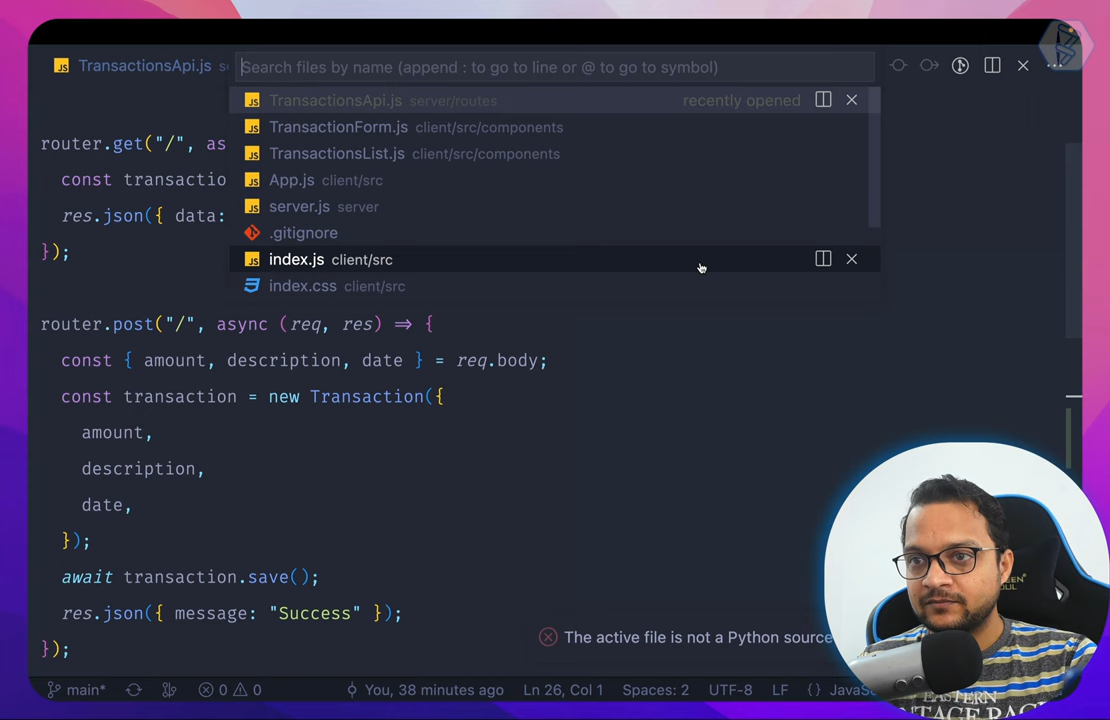 TransactionsApi.js
Search files by name (append : to go to line or @ to go to symbol)
TransactionsApi.js server/routes recently opened
TransactionForm.js client/src/components
TransactionsList.js client/src/components
App.js client/src
server.js server
.gitignore
index.js client/src
index.css client/src
router.get("/", as
const transactio
res.json({ data:
});
router.post("/", async (req, res) => {
const { amount, description, date } = req.body;
const transaction = new Transaction({
amount,
description,
date,
});
await transaction.save();
res.json({ message: "Success" });
});
The active file is not a Python source
main* 0 0 You, 38 minutes ago Ln 26, Col 1 Spaces: 2 UTF-8 LF {} JavaS
EASTERN